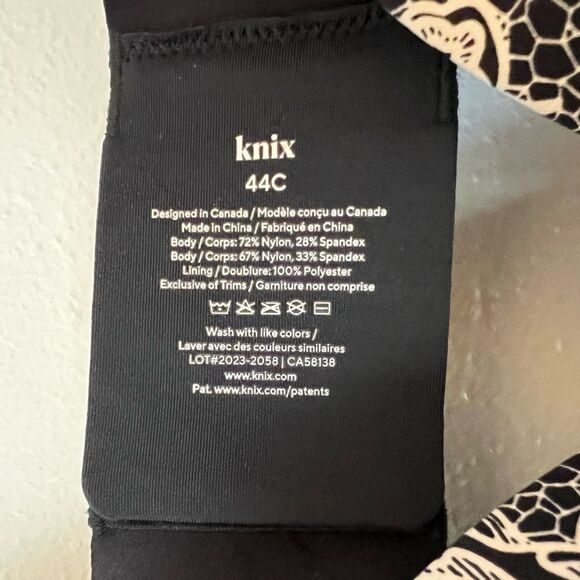 knix
44C
Designed in Canada / Modèle conçu au Canada
Made in China / Fabriqué en China
Body / Corps: 72% Nylon, 28% Spandex
Body / Corps: 67% Nylon, 33% Spandex
Lining / Doublure: 100% Polyester
Exclusive of Trims / Garniture non comprise
Wash with like colors /
Laver avec des couleurs similaires
LOT#2023-2058 | CA58138
www.knix.com
Pat. www.knix.com/patents